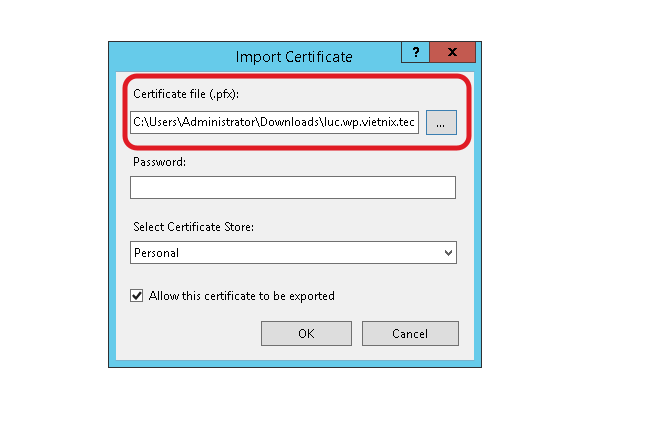 Import Certificate
?
x
Certificate file (.pfx):
C:\Users\Administrator\Downloads\luc.wp.vietnix.tec
...
Password:
Select Certificate Store:
Personal
Allow this certificate to be exported
OK
Cancel